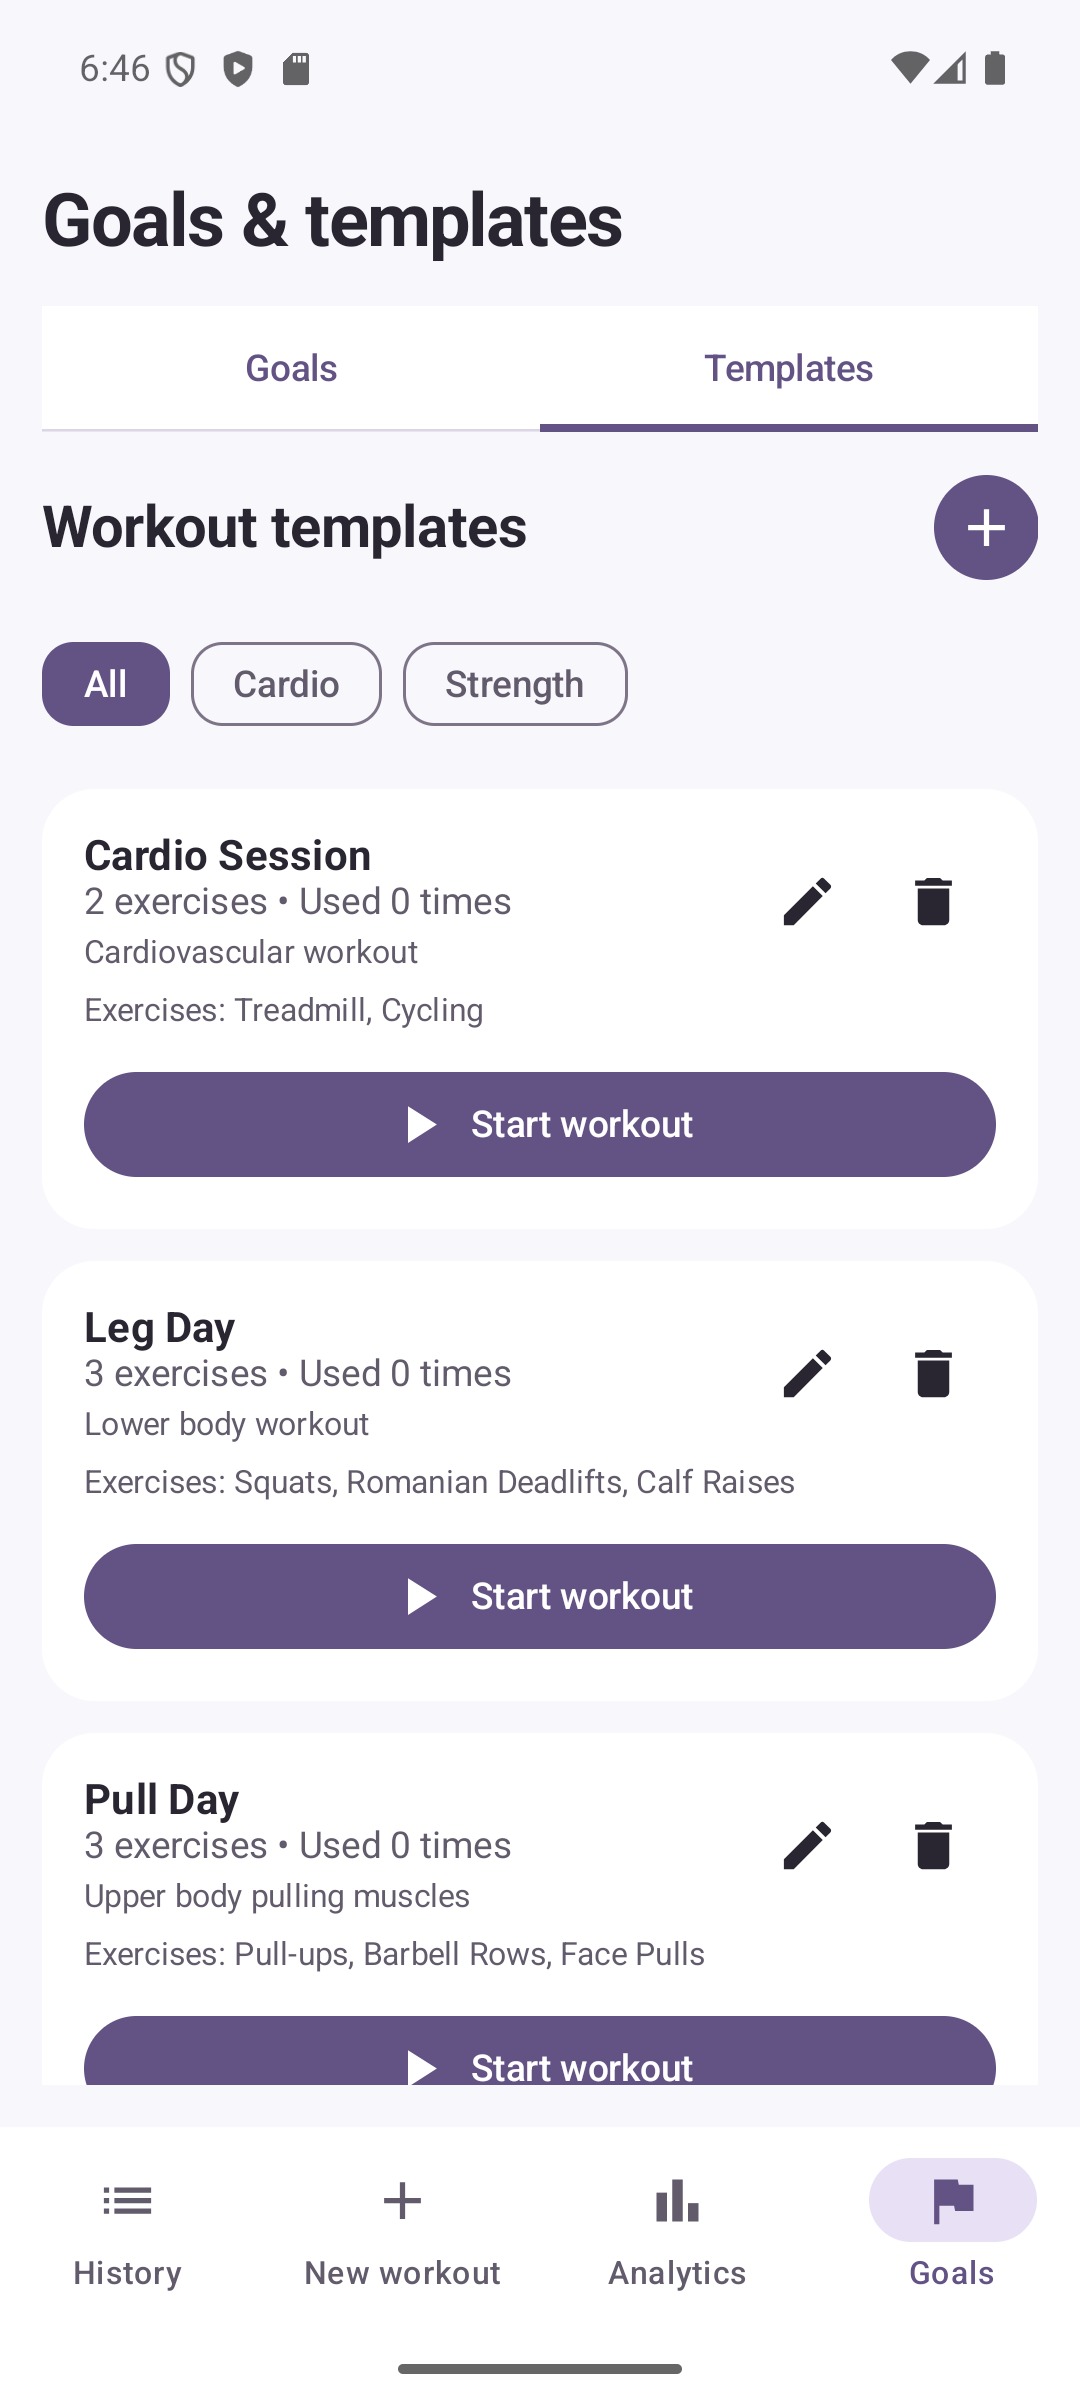 6:46
Goals & templates
Goals
Templates
Workout templates
All
Cardio
Strength
Cardio Session
2 exercises • Used 0 times
Cardiovascular workout
Exercises: Treadmill, Cycling
Start workout
Leg Day
3 exercises • Used 0 times
Lower body workout
Exercises: Squats, Romanian Deadlifts, Calf Raises
Start workout
Pull Day
3 exercises • Used 0 times
Upper body pulling muscles
Exercises: Pull-ups, Barbell Rows, Face Pulls
Start workout
History
New workout
Analytics
Goals